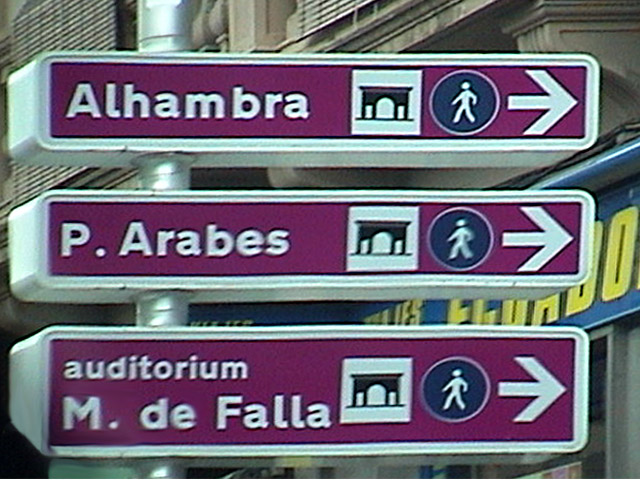 Alhambra
P. Arabes
auditorium
M. de Falla